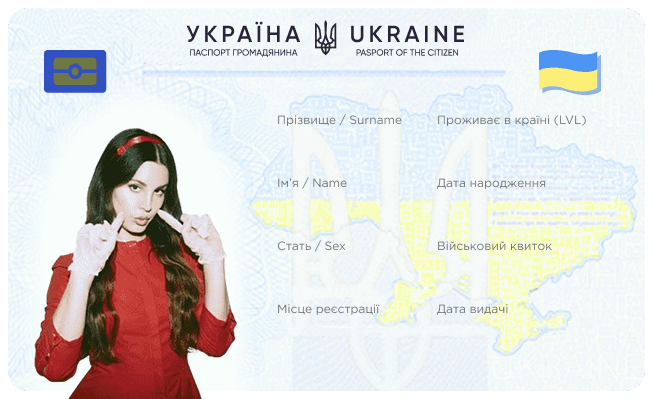 УКРАЇНА UKRAINE
ПАСПОРТ ГРОМАДЯНИНА PASPORT OF THE CITIZEN
Прізвище / Surname
Проживає в країні (LVL)
Ім'я / Name
Дата народження
Стать / Sex
Військовий квиток
Місце реєстрації
Дата видачі